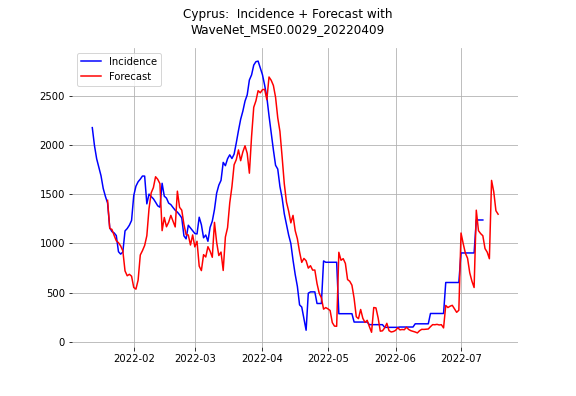 Cyprus:  Incidence + Forecast with
WaveNet_MSE0.0029_20220409
Incidence
Forecast
2500
2000
1500
1000
500
0
2022-02 2022-03 2022-04 2022-05 2022-06 2022-07